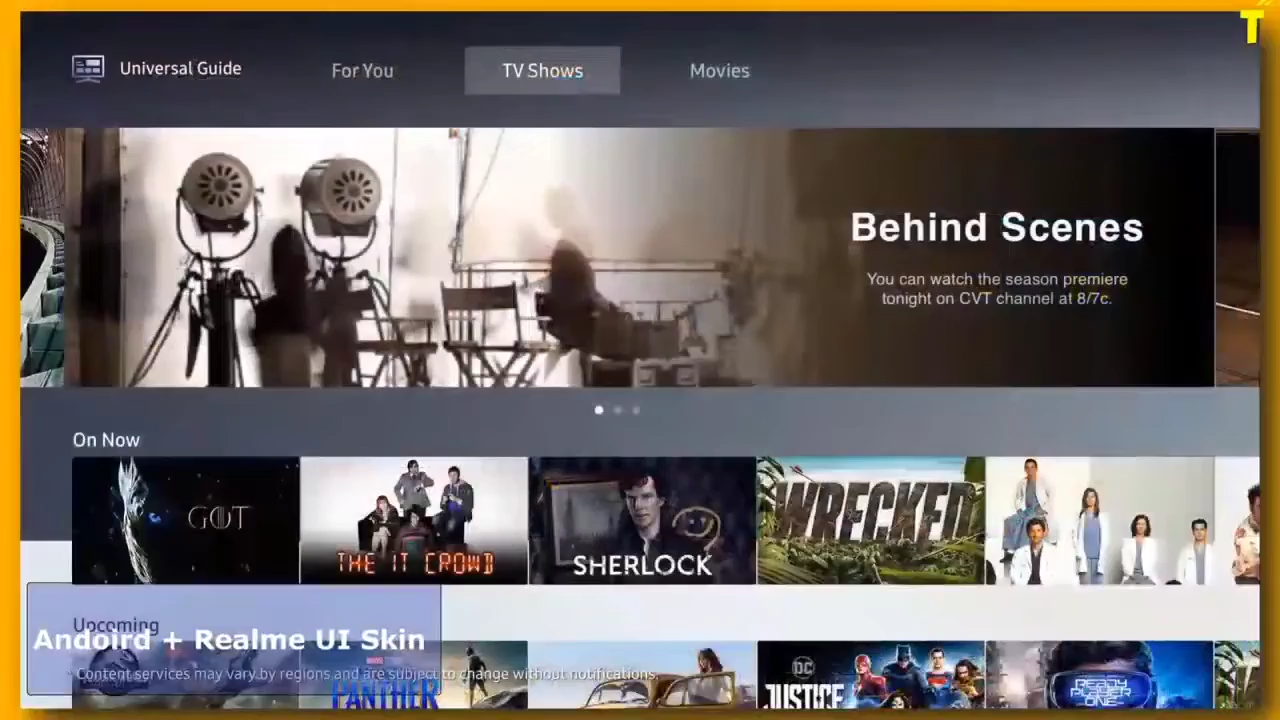 T
Universal Guide
For You
TV Shows
Movies
Behind Scenes
You can watch the season premiere
tonight on CVT channel at 8/7c.
On Now
GOT
THE IT CROWD
SHERLOCK
WRECKED
Upcoming
Andoird + Realme UI Skin
* Content services may vary by regions and are subject to change without notifications.
MARVEL
PANTHER
DC
JUSTICE
READY
PLAYER
ONE